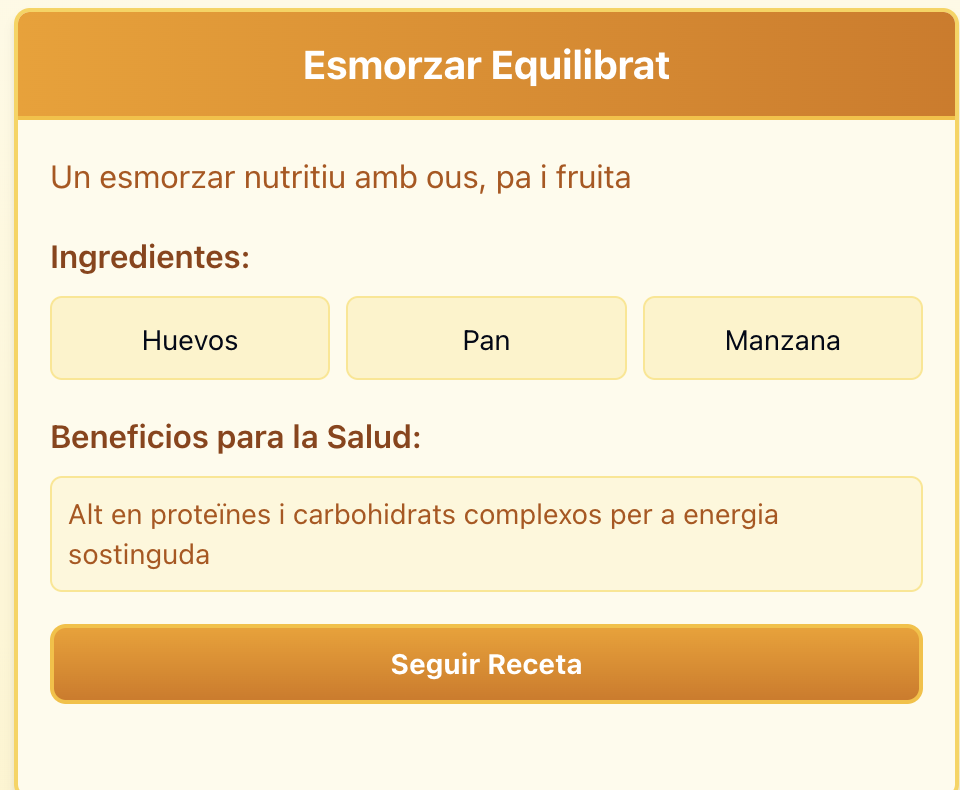 Esmorzar Equilibrat
Un esmorzar nutritiu amb ous, pa i fruita
Ingredientes:
Huevos
Pan
Manzana
Beneficios para la Salud:
Alt en proteïnes i carbohidrats complexos per a energia
sostinguda
Seguir Receta